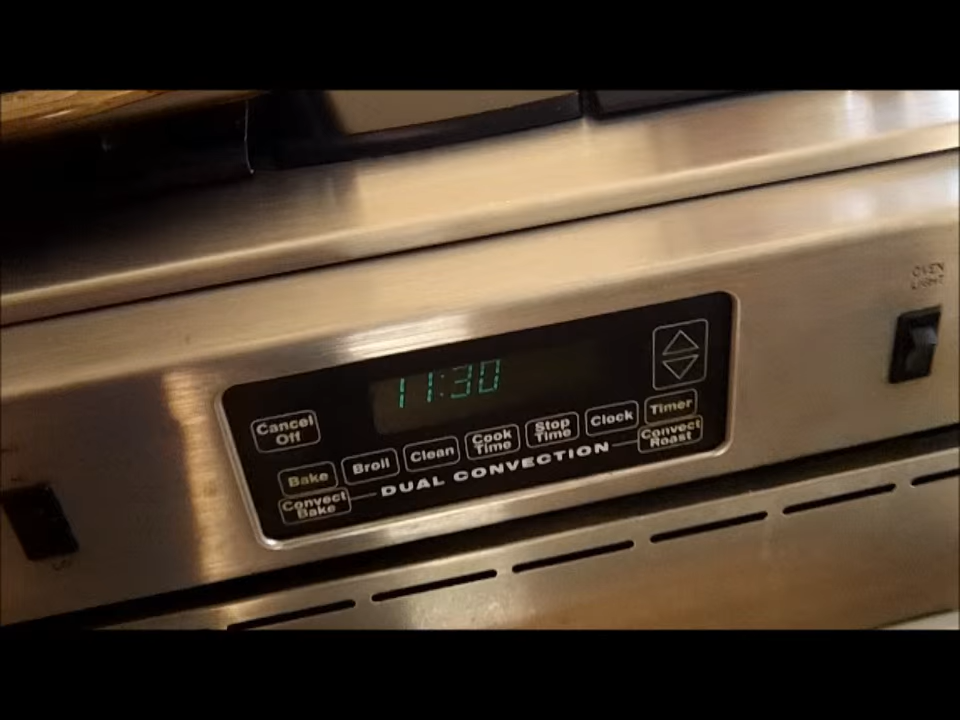 OVEN
LIGHT
11:30
Cancel
Off
Bake
Broil
Clean
Cook
Time
Stop
Time
Clock
Timer
Convect
Bake
DUAL CONVECTION
Convect
Roast